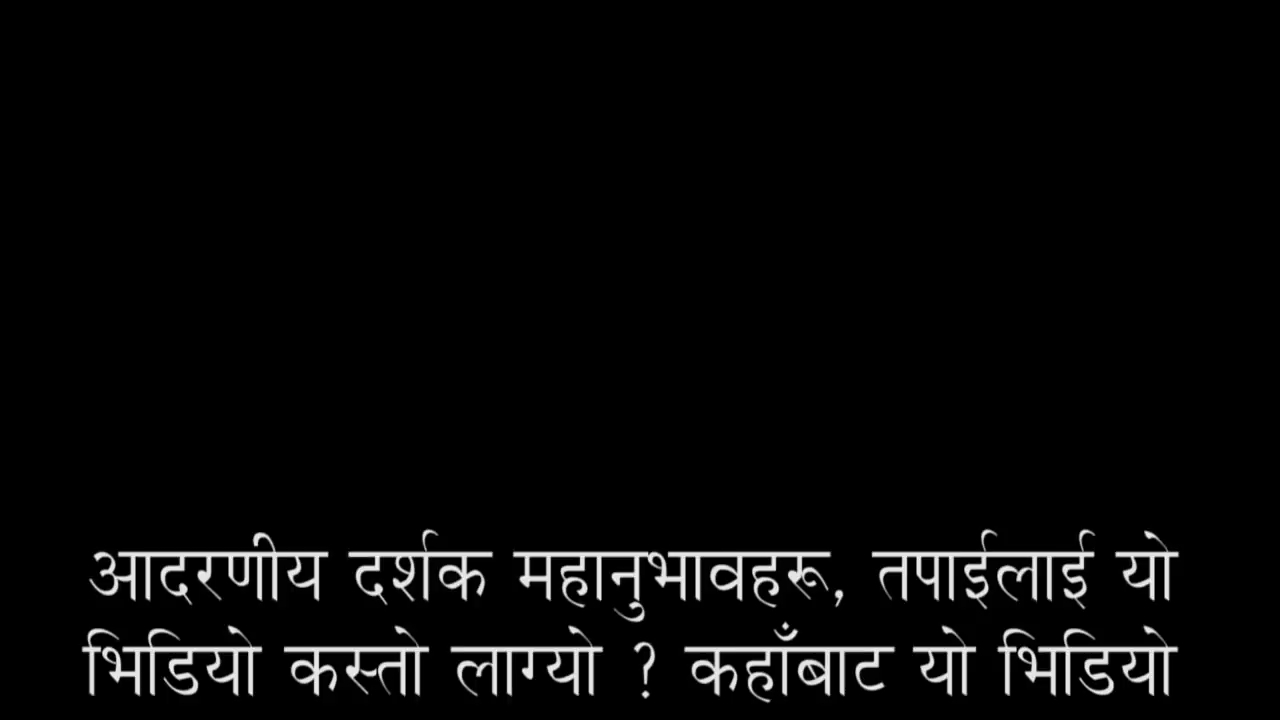 आदरणीय दर्शक महानुभावहरू, तपाईलाई यो
भिडियो कस्तो लाग्यो ? कहाँबाट यो भिडियो